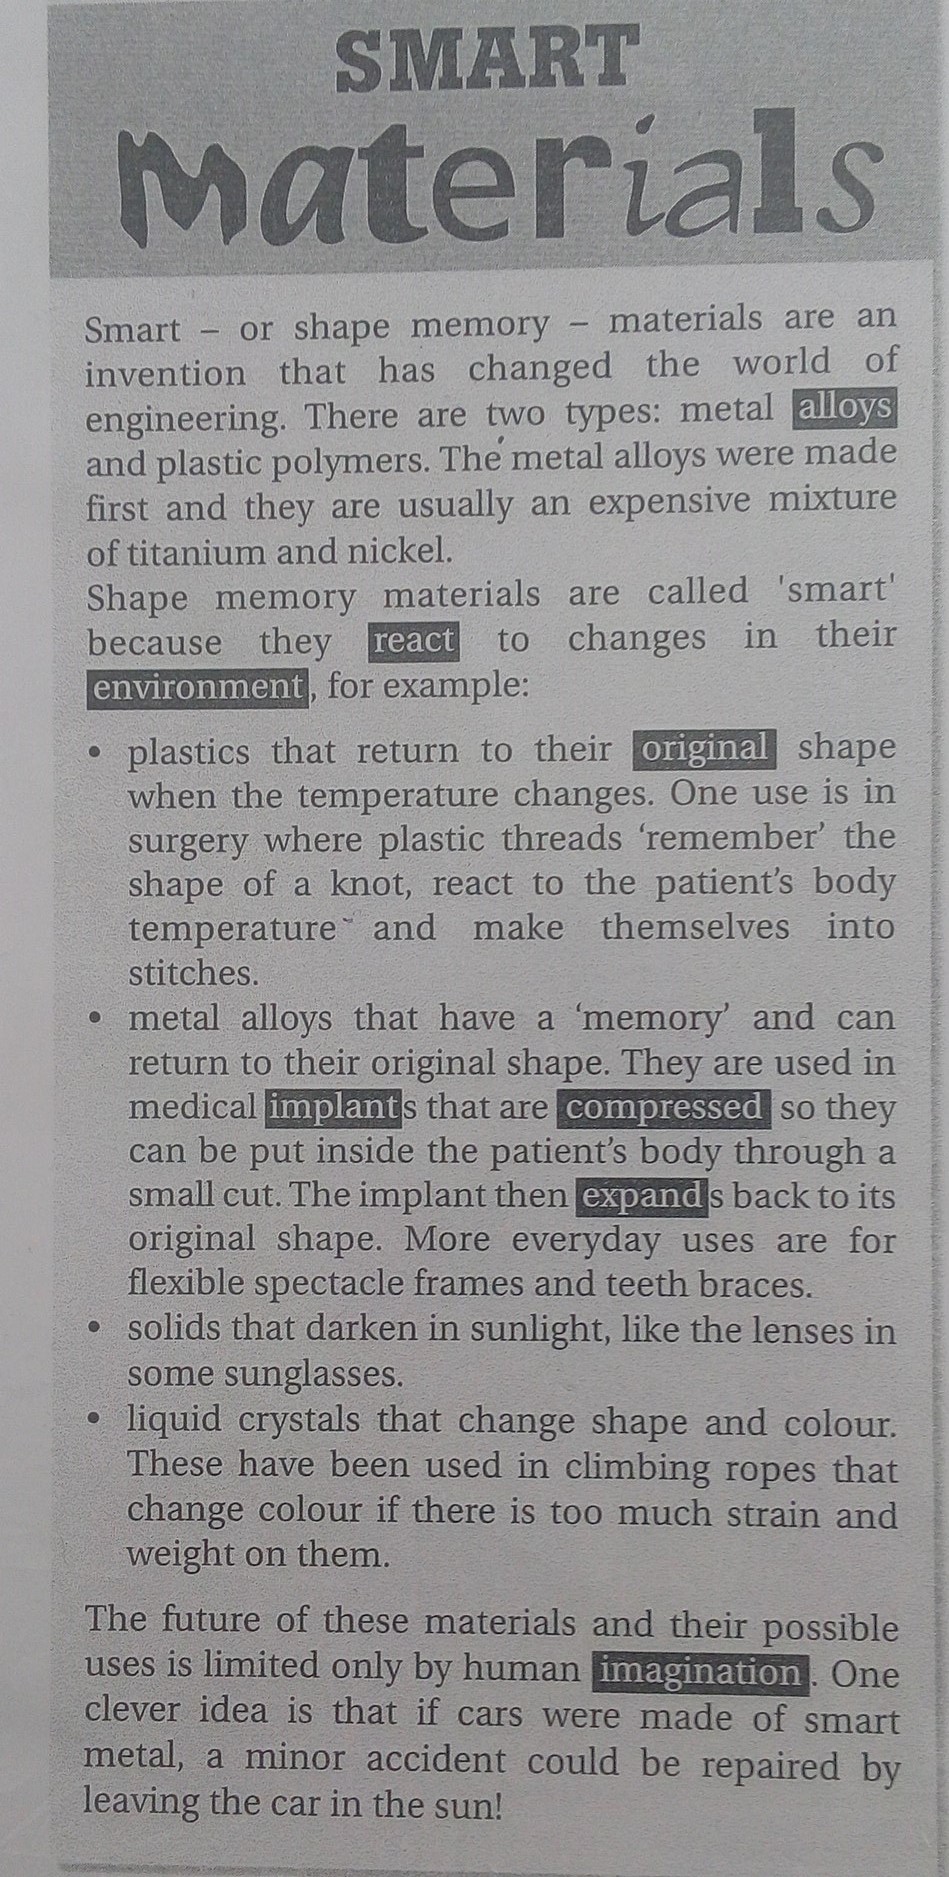 SMART
materials
Smart – or shape memory – materials are an
invention that has changed the world of
engineering. There are two types: metal alloys
and plastic polymers. The metal alloys were made
first and they are usually an expensive mixture
of titanium and nickel.
Shape memory materials are called 'smart'
because they react to changes in their
environment, for example:
• plastics that return to their original shape
when the temperature changes. One use is in
surgery where plastic threads ‘remember’ the
shape of a knot, react to the patient’s body
temperature and make themselves into
stitches.
• metal alloys that have a ‘memory’ and can
return to their original shape. They are used in
medical implants that are compressed so they
can be put inside the patient’s body through a
small cut. The implant then expands back to its
original shape. More everyday uses are for
flexible spectacle frames and teeth braces.
• solids that darken in sunlight, like the lenses in
some sunglasses.
• liquid crystals that change shape and colour.
These have been used in climbing ropes that
change colour if there is too much strain and
weight on them.
The future of these materials and their possible
uses is limited only by human imagination. One
clever idea is that if cars were made of smart
metal, a minor accident could be repaired by
leaving the car in the sun!